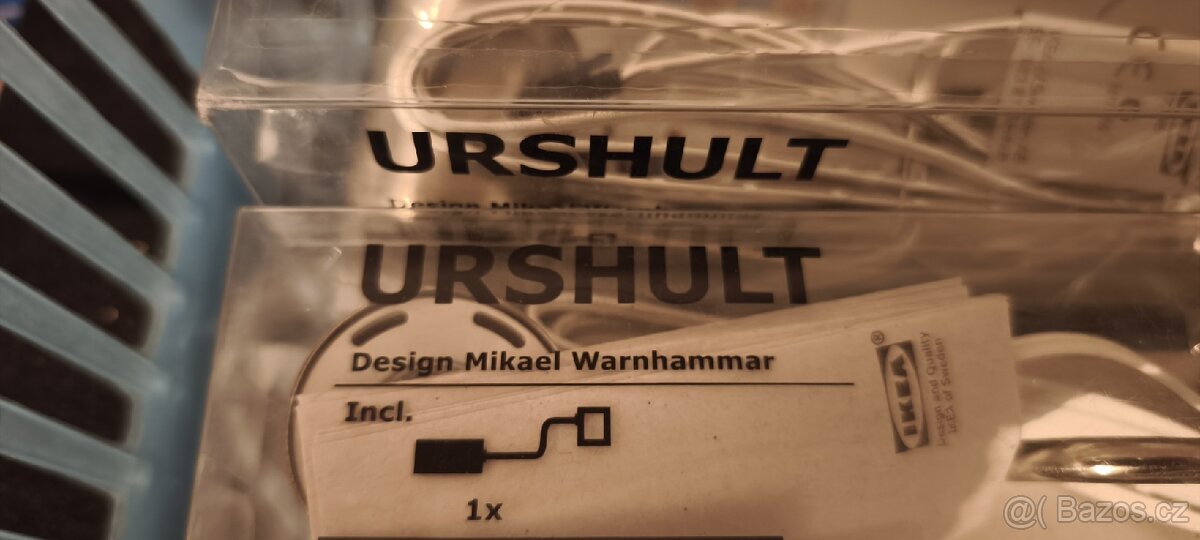 URSHULT
URSHULT
Design Mikael Warnhammar
Incl.
1x
IKEA®
Design and Quality
IKEA of Sweden
@( Bazos.cz